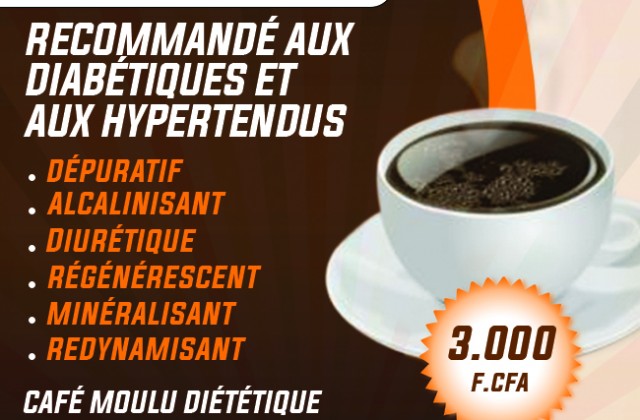 RECOMMANDÉ AUX
DIABÉTIQUES ET
AUX HYPERTENDUS
. DÉPURATIF
. ALCALINISANT
. DIURÉTIQUE
. RÉGÉNÉRESCENT
. MINÉRALISANT
. REDYNAMISANT
3.000
F.CFA
CAFÉ MOULU DIÉTÉTIQUE